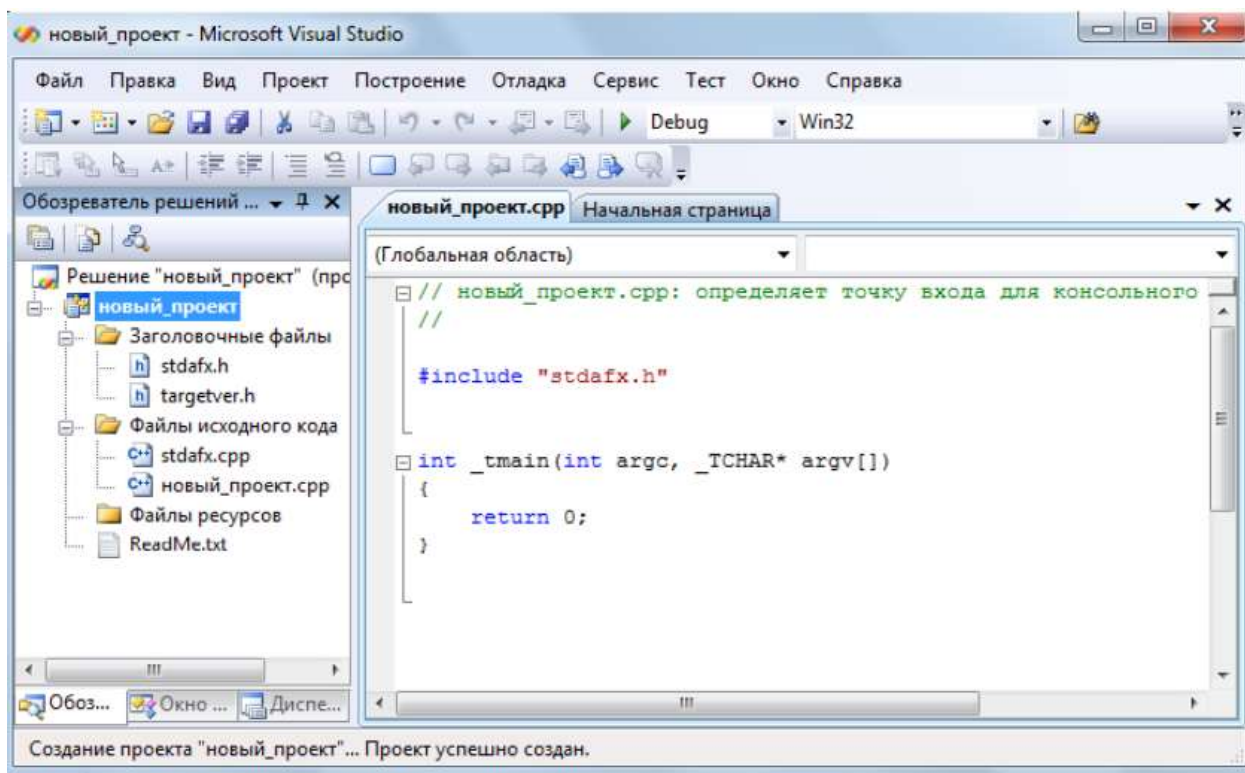 новый_проект - Microsoft Visual Studio
Файл Правка Вид Проект Построение Отладка Сервис Тест Окно Справка
Debug Win32
Обозреватель решений ...
Решение "новый_проект" (про
новый_проект
Заголовочные файлы
stdafx.h
targetver.h
Файлы исходного кода
stdafx.cpp
новый_проект.cpp
Файлы ресурсов
ReadMe.txt
Обоз... Окно ... Диспе...
новый_проект.cpp Начальная страница
(Глобальная область)
// новый_проект.cpp: определяет точку входа для консольного
//
#include "stdafx.h"
int _tmain(int argc, _TCHAR* argv[])
{
return 0;
}
Создание проекта "новый_проект"... Проект успешно создан.